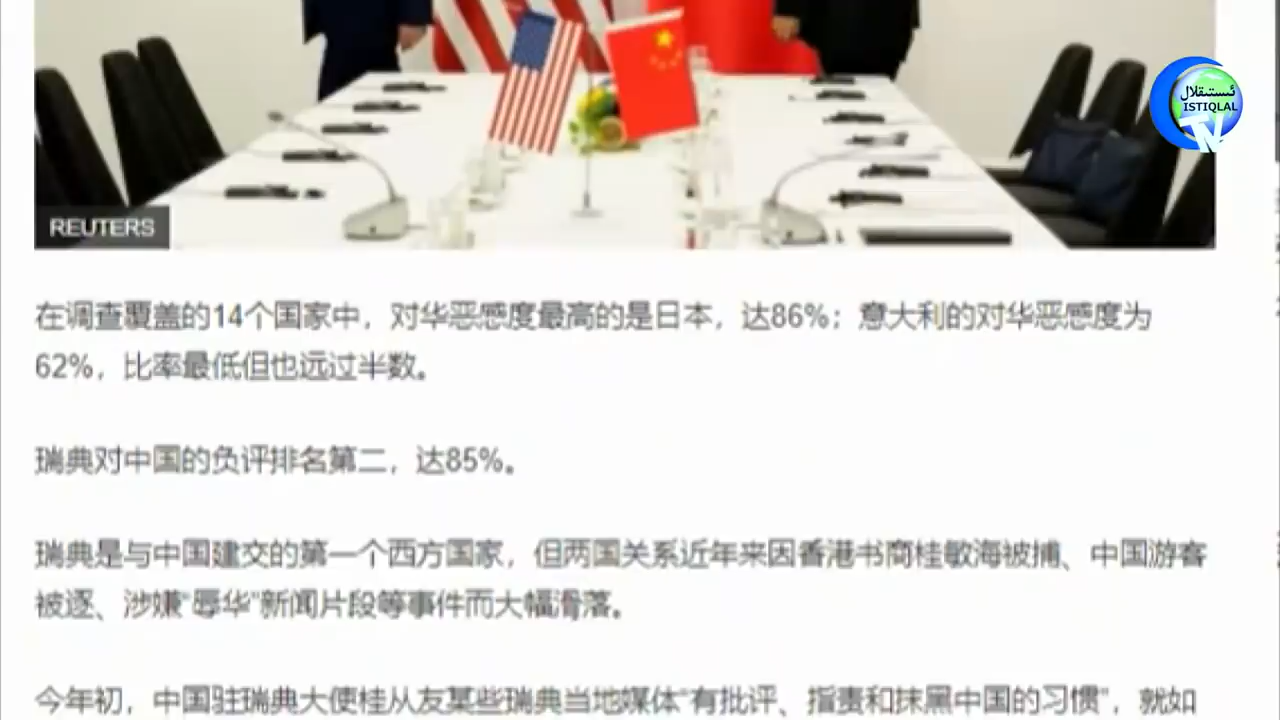 ئىستىقلال
ISTIQLAL
TV
REUTERS
在调查覆盖的14个国家中，对华恶感度最高的是日本，达86%；意大利的对华恶感度为
62%，比率最低但也远过半数。
瑞典对中国的负评排名第二，达85%。
瑞典是与中国建交的第一个西方国家，但两国关系近年来因香港书商桂敏海被捕、中国游客
被逐、涉嫌“辱华”新闻片段等事件而大幅滑落。
今年初，中国驻瑞典大使桂从友某些瑞典当地媒体“有批评、指责和抹黑中国的习惯”，就如